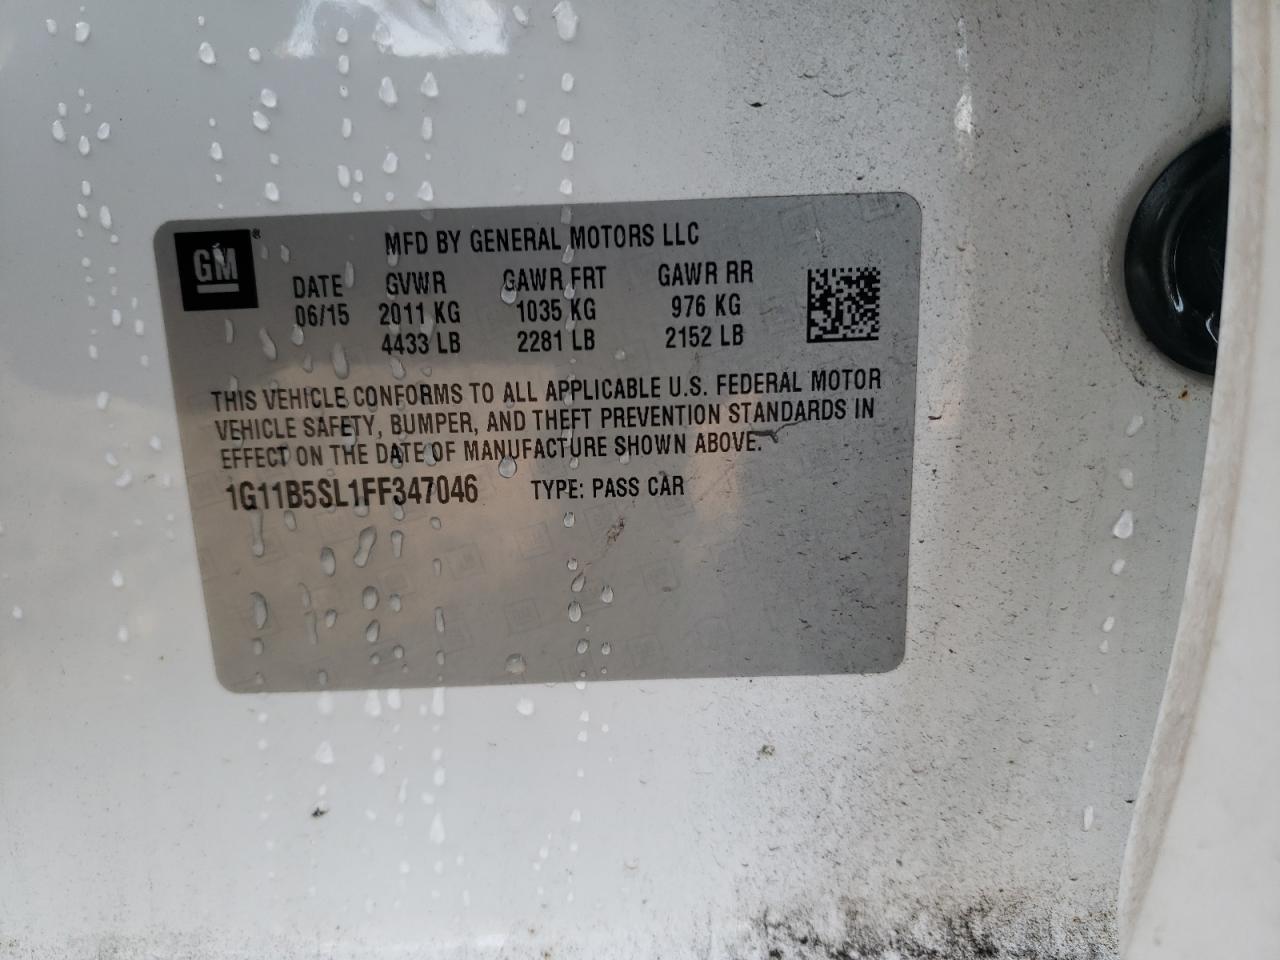 GM®
MFD BY GENERAL MOTORS LLC
DATE GVWR GAWR FRT GAWR RR
06/15 2011 KG 1035 KG 976 KG
4433 LB 2281 LB 2152 LB
THIS VEHICLE CONFORMS TO ALL APPLICABLE U.S. FEDERAL MOTOR
VEHICLE SAFETY, BUMPER, AND THEFT PREVENTION STANDARDS IN
EFFECT ON THE DATE OF MANUFACTURE SHOWN ABOVE.
1G11B5SL1FF347046 TYPE: PASS CAR